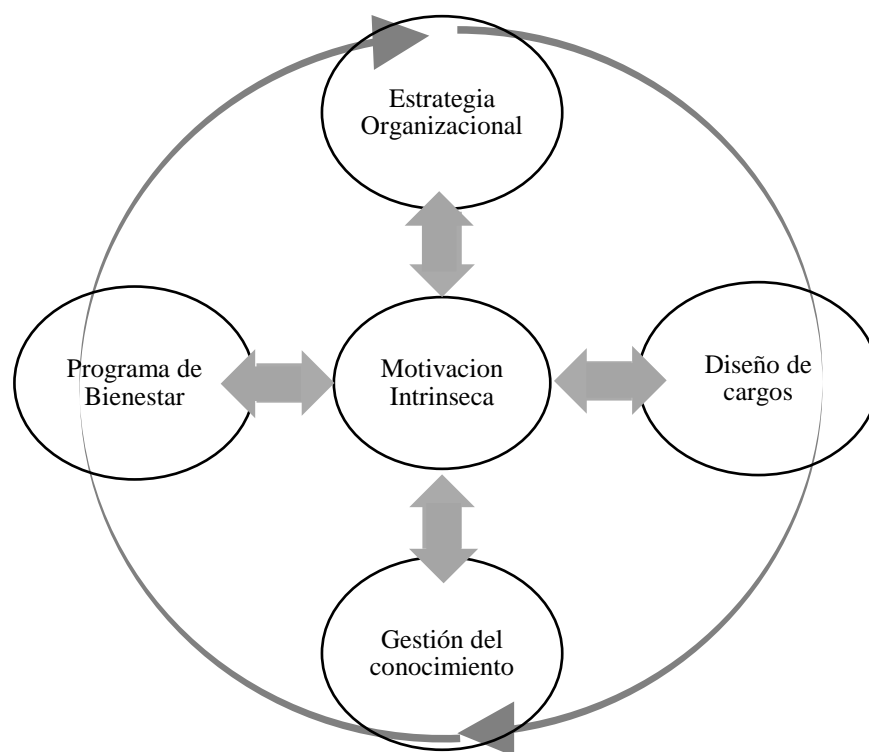 Estrategia
Organizacional
Programa de
Bienestar
Motivacion
Intrinseca
Diseño de
cargos
Gestión del
conocimiento